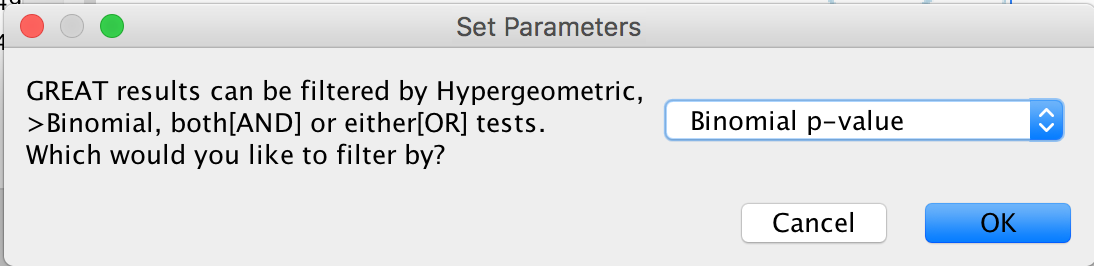 Set Parameters
GREAT results can be filtered by Hypergeometric,
>Binomial, both[AND] or either[OR] tests.
Which would you like to filter by?
Binomial p-value
Cancel
OK